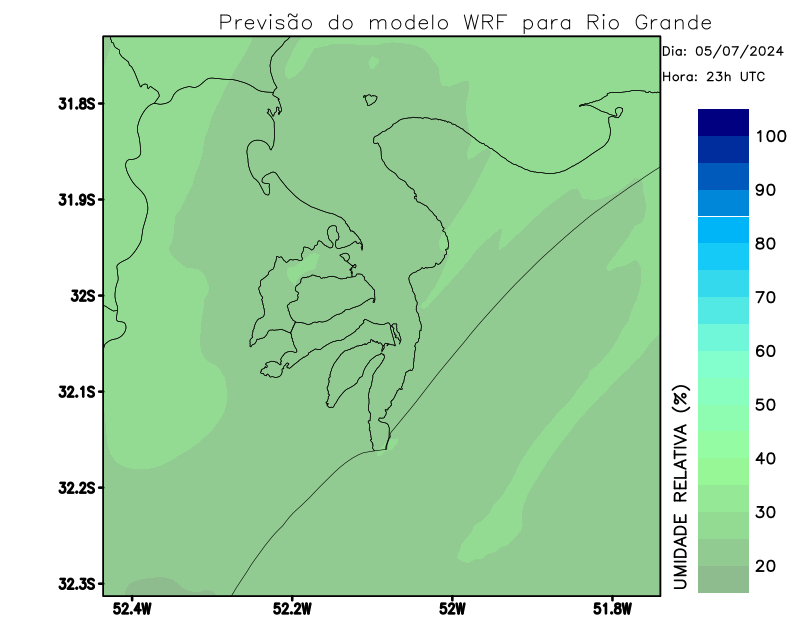 Previsão do modelo WRF para Rio Grande
Dia: 05/07/2024
Hora: 23h UTC
31.8S
31.9S
32S
32.1S
32.2S
32.3S
52.4W
52.2W
52W
51.8W
UMIDADE RELATIVA (%)
100
90
80
70
60
50
40
30
20